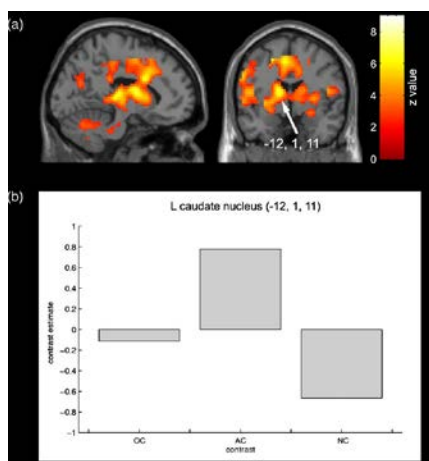 (a)
8
6
4
2
0
z value
-12, 1, 11
(b)
L caudate nucleus (-12, 1, 11)
1
0.8
0.6
0.4
0.2
0
−0.2
−0.4
−0.6
−0.8
−1
contrast estimate
OC AC NC
contrast